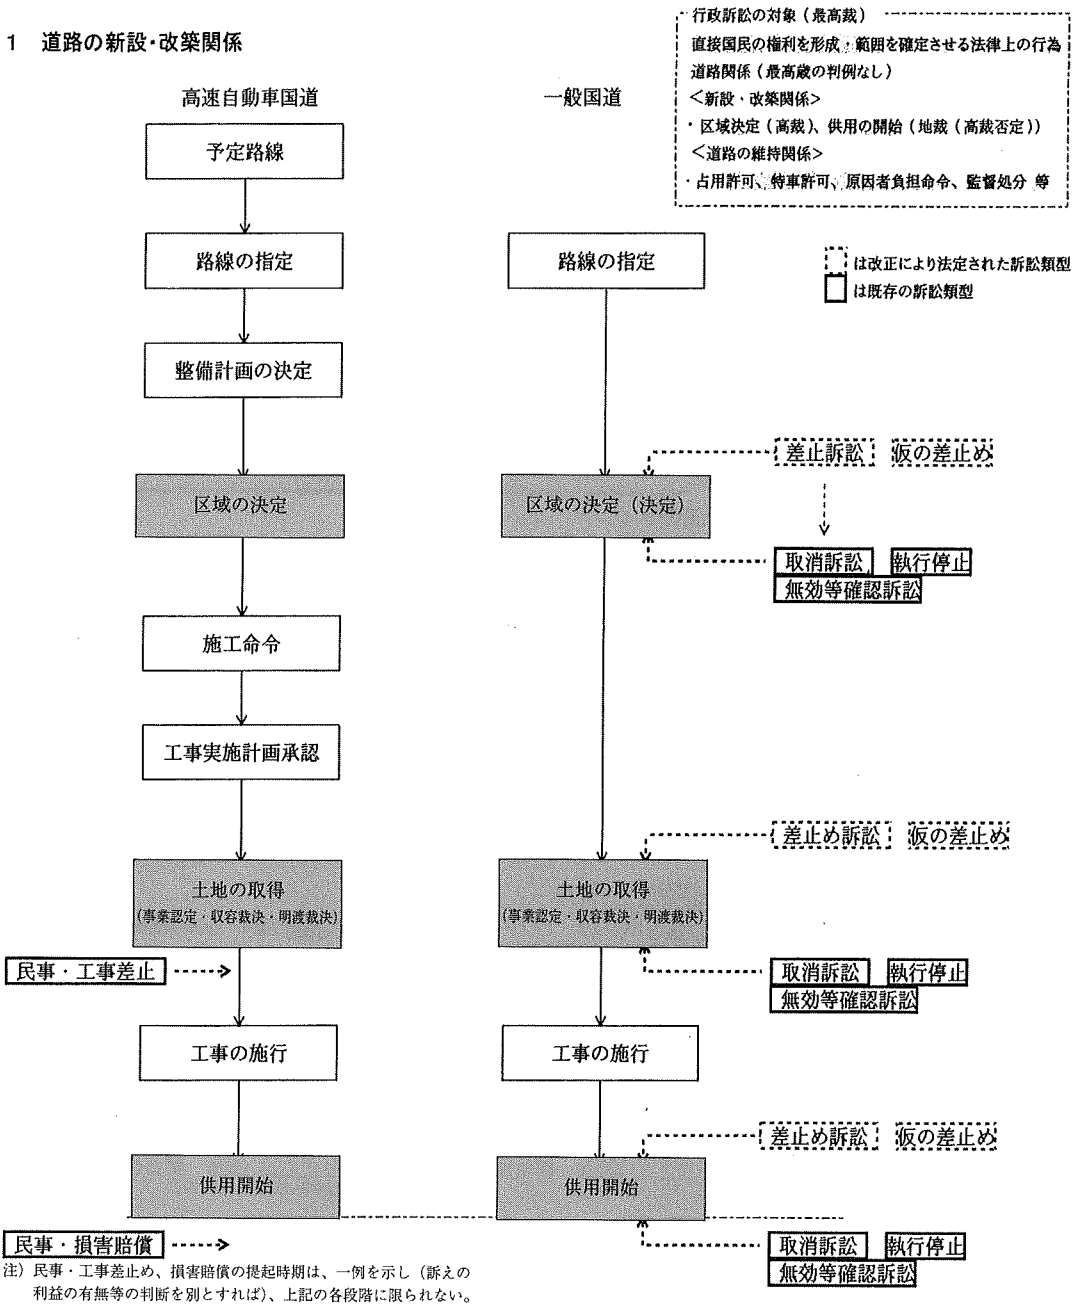 1 道路の新設・改築関係
行政訴訟の対象（最高裁）
直接国民の権利を形成・範囲を確定させる法律上の行為
道路関係（最高歳の判例なし）
＜新設・改築関係＞
・区域決定（高裁）、供用の開始（地裁（高裁否定））
＜道路の維持関係＞
・占用許可、特車許可、原因者負担命令、監督処分 等
は改正により法定された訴訟類型
は既存の訴訟類型
高速自動車国道
予定路線
路線の指定
整備計画の決定
区域の決定
施工命令
工事実施計画承認
土地の取得
（事業認定・収容裁決・明渡裁決）
民事・工事差止
工事の施行
供用開始
民事・損害賠償
一般国道
路線の指定
差止訴訟 仮の差止め
区域の決定（決定）
取消訴訟 執行停止
無効等確認訴訟
差止め訴訟 仮の差止め
土地の取得
（事業認定・収容裁決・明渡裁決）
取消訴訟 執行停止
無効等確認訴訟
工事の施行
差止め訴訟 仮の差止め
供用開始
取消訴訟 執行停止
無効等確認訴訟
注）民事・工事差止め、損害賠償の提起時期は、一例を示し（訴えの
利益の有無等の判断を別とすれば）、上記の各段階に限られない。